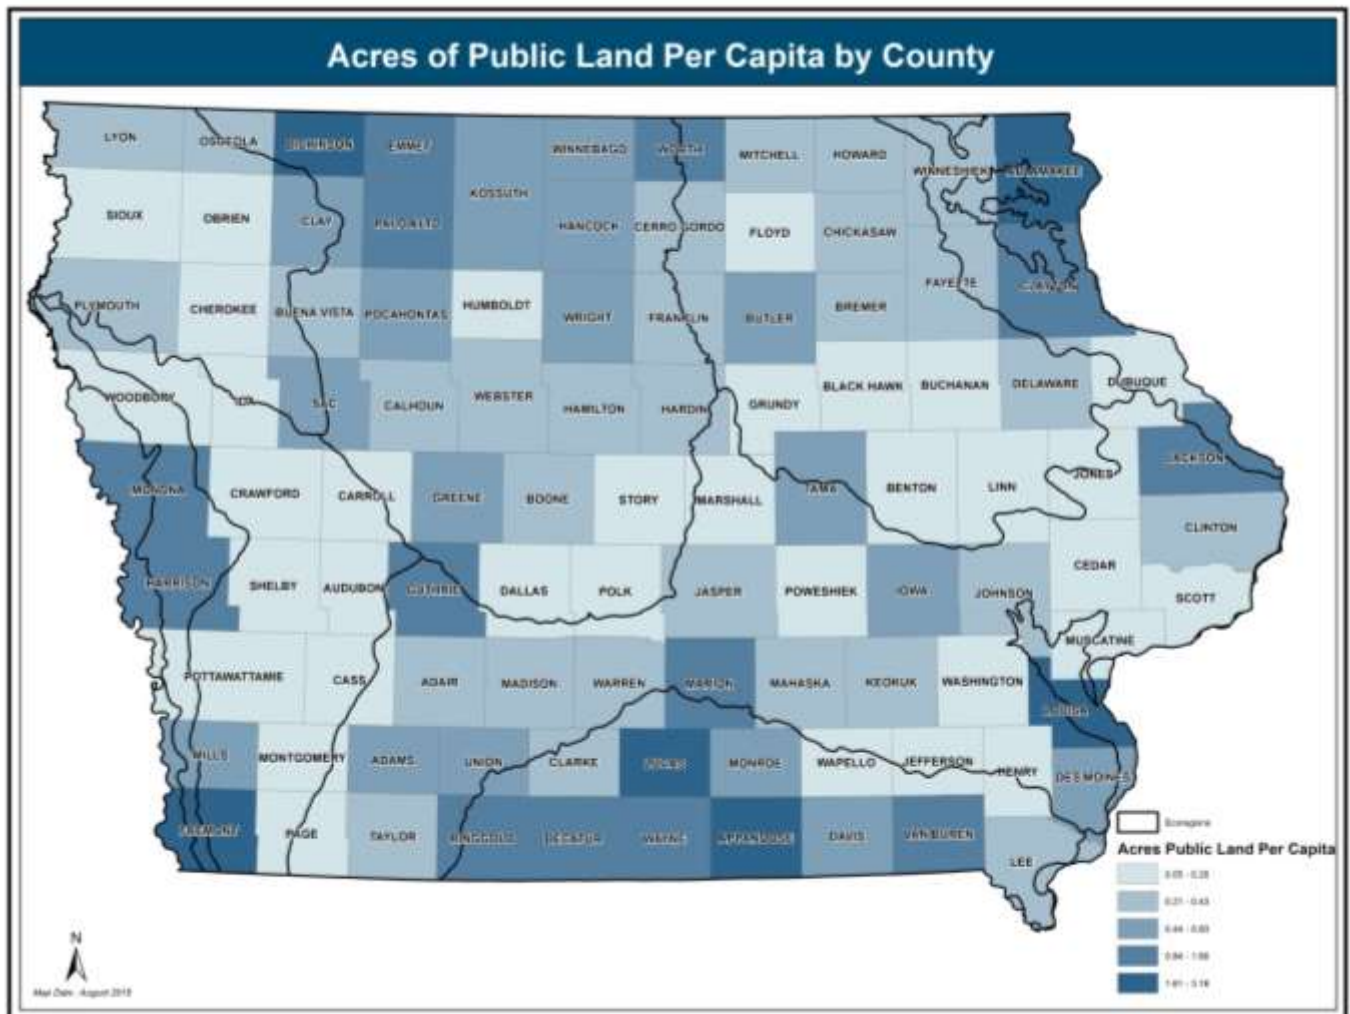 Acres of Public Land Per Capita by County
LYON OSCEOLA DICKINSON EMMET KOSSUTH WINNEBAGO WORTH MITCHELL HOWARD WINNESHIEK ALLAMAKEE
SIOUX OBRIEN CLAY PALO ALTO HANCOCK CERRO GORDO FLOYD CHICKASAW
PLYMOUTH CHEROKEE BUENA VISTA POCAHONTAS HUMBOLDT WRIGHT FRANKLIN BUTLER BREMER FAYETTE CLAYTON
WOODBURY IDA SAC CALHOUN WEBSTER HAMILTON HARDIN GRUNDY BLACK HAWK BUCHANAN DELAWARE DUBUQUE
MONONA CRAWFORD CARROLL GREENE BOONE STORY MARSHALL TAMA BENTON LINN JONES JACKSON
CLINTON
HARRISON SHELBY AUDUBON GUTHRIE DALLAS POLK JASPER POWESHIEK IOWA JOHNSON CEDAR SCOTT
MUSCATINE
POTTAWATTAMIE CASS ADAIR MADISON WARREN MARION MAHASKA KEOKUK WASHINGTON LOUISA
MILLS MONTGOMERY ADAMS UNION CLARKE LUCAS MONROE WAPELLO JEFFERSON HENRY DES MOINES
FREMONT PAGE TAYLOR RINGGOLD DECATUR WAYNE APPANOOSE DAVIS VAN BUREN LEE
Ecoregions
Acres Public Land Per Capita
N